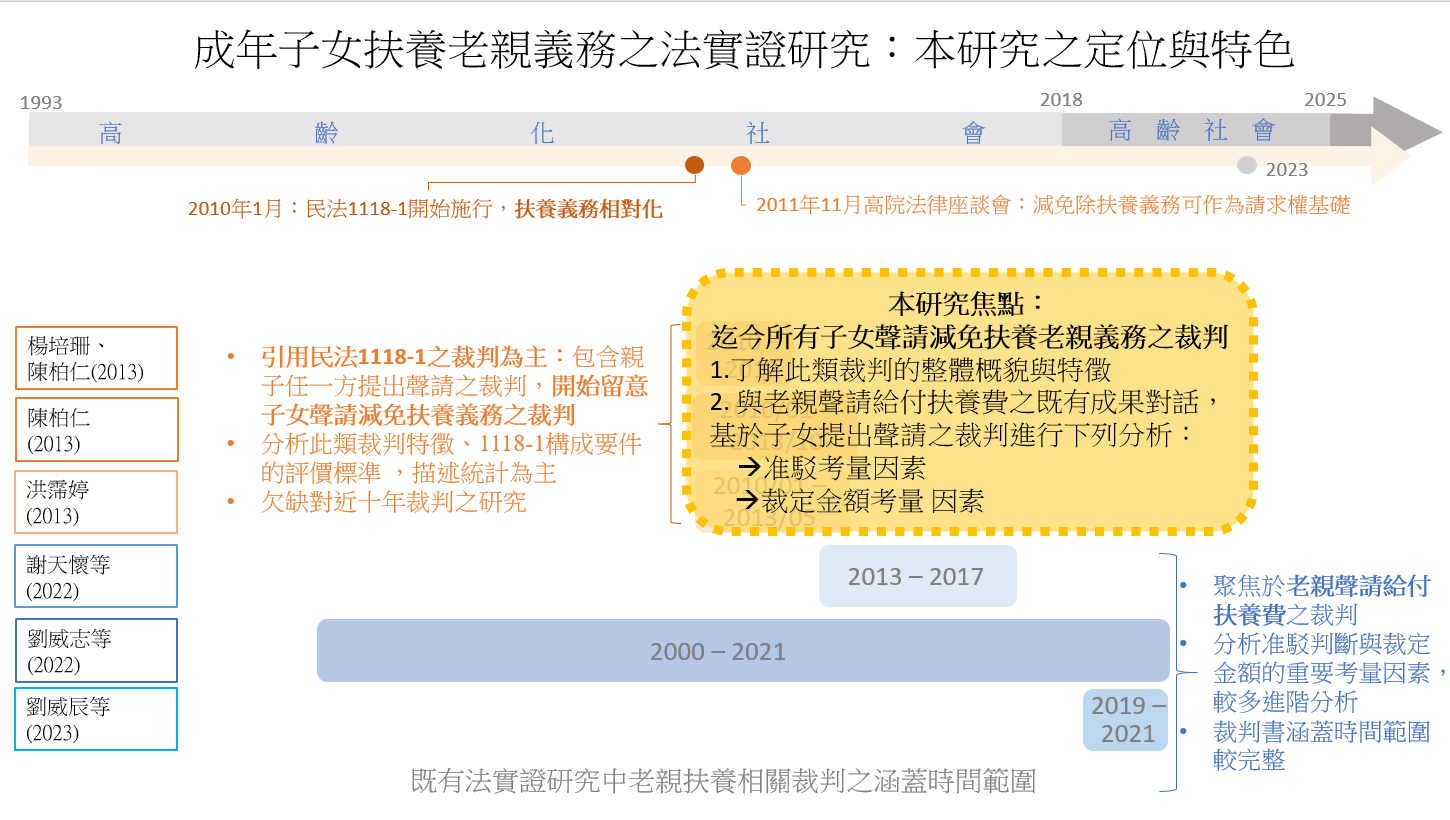 成年子女扶養老親義務之法實證研究：本研究之定位與特色
1993
2018
2025
高齡化社會
高齡社會
2023
2010年1月：民法1118-1開始施行，扶養義務相對化
2011年11月高院法律座談會：減免除扶養義務可作為請求權基礎
本研究焦點：
迄今所有子女聲請減免扶養老親義務之裁判
1.了解此類裁判的整體概貌與特徵
2. 與老親聲請給付扶養費之既有成果對話，
基於子女提出聲請之裁判進行下列分析：
→准駁考量因素
→裁定金額考量 因素
2010/01 –
2013/05
楊培珊、
陳柏仁(2013)
陳柏仁
(2013)
洪霈婷
(2013)
• 引用民法1118-1之裁判為主：包含親
子任一方提出聲請之裁判，開始留意
子女聲請減免扶養義務之裁判
• 分析此類裁判特徵、1118-1構成要件
的評價標準 ，描述統計為主
• 欠缺對近十年裁判之研究
謝天懷等
(2022)
劉威志等
(2022)
劉威辰等
(2023)
2013 – 2017
2000 – 2021
2019 –
2021
• 聚焦於老親聲請給付
扶養費之裁判
• 分析准駁判斷與裁定
金額的重要考量因素，
較多進階分析
• 裁判書涵蓋時間範圍
較完整
既有法實證研究中老親扶養相關裁判之涵蓋時間範圍